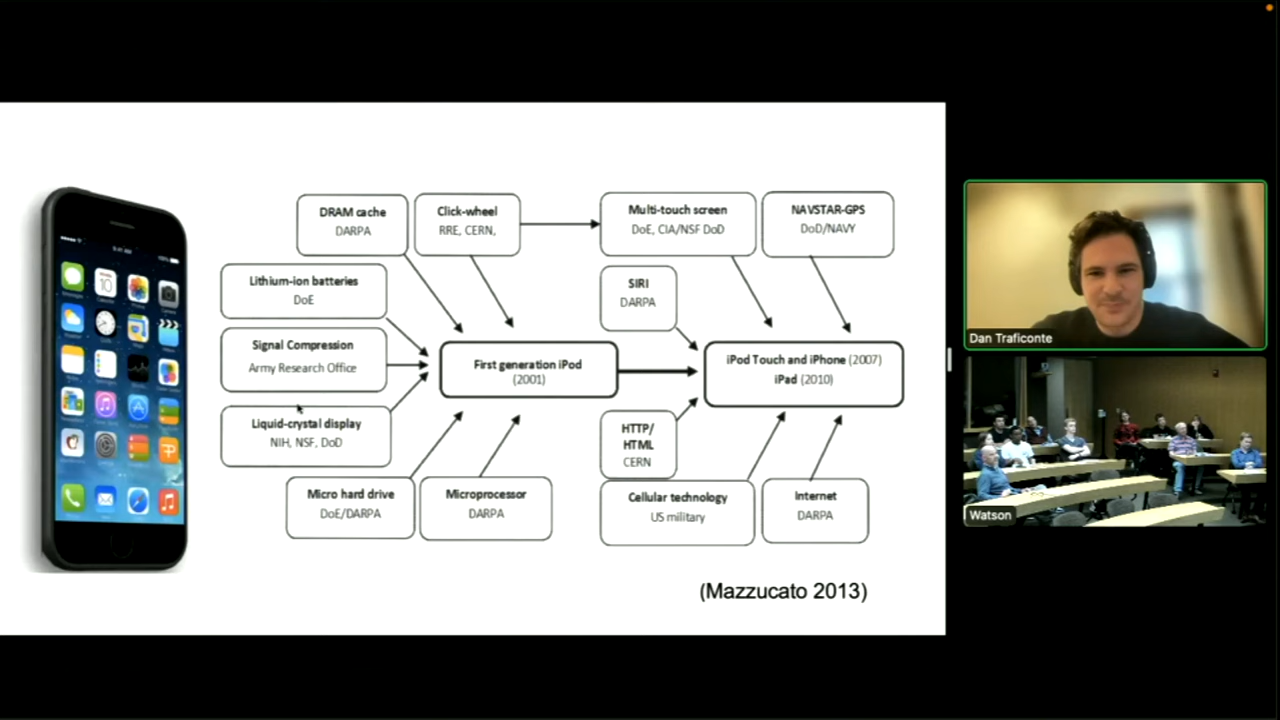 DRAM cache
DARPA
Click-wheel
RRE, CERN,
Multi-touch screen
DoE, CIA/NSF DoD
NAVSTAR-GPS
DoD/NAVY
Lithium-ion batteries
DoE
SIRI
DARPA
Signal Compression
Army Research Office
First generation iPod
(2001)
iPod Touch and iPhone (2007)
iPad (2010)
Liquid-crystal display
NIH, NSF, DoD
HTTP/
HTML
CERN
Micro hard drive
DoE/DARPA
Microprocessor
DARPA
Cellular technology
US military
Internet
DARPA
(Mazzucato 2013)
Dan Traficonte
Watson